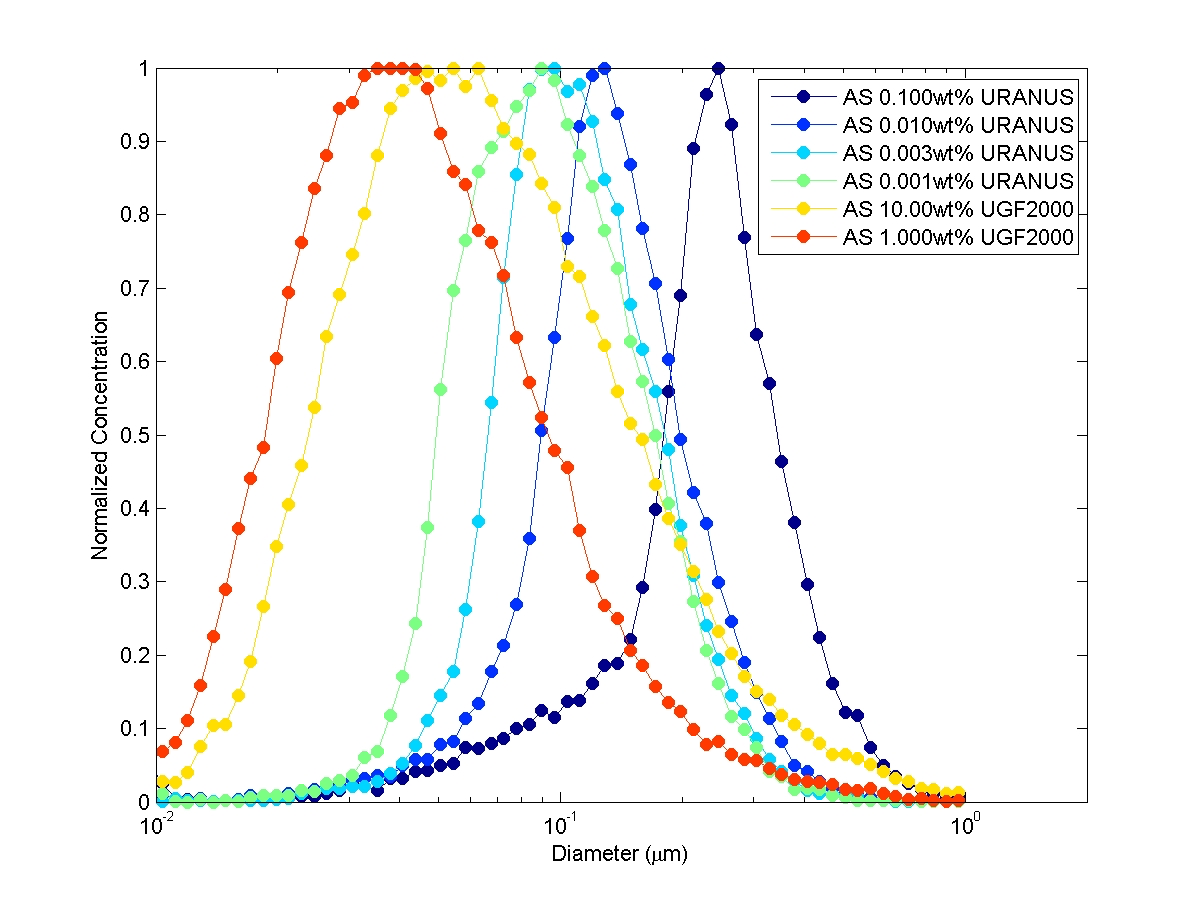 1
0.9
0.8
0.7
0.6
0.5
0.4
0.3
0.2
0.1
0
Normalized Concentration
AS 0.100wt% URANUS
AS 0.010wt% URANUS
AS 0.003wt% URANUS
AS 0.001wt% URANUS
AS 10.00wt% UGF2000
AS 1.000wt% UGF2000
10⁻² 10⁻¹ 10⁰
Diameter (μm)